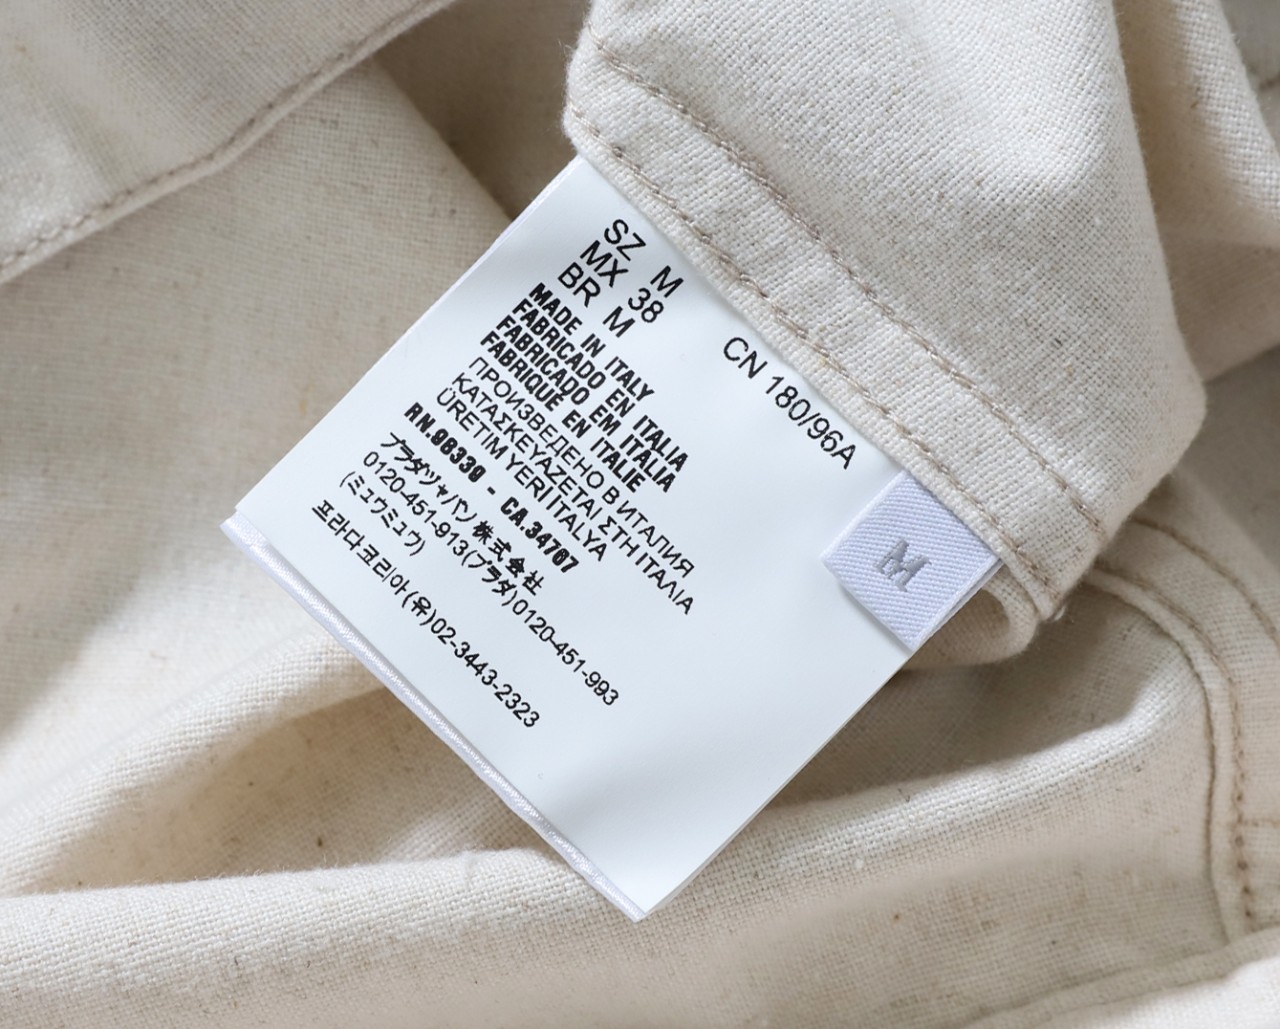 SZ M
MX 38
BR M
CN 180/96A
MADE IN ITALY
FABRICADO EN ITALIA
FABRICADO EM ITÁLIA
FABRIQUÉ EN ITALIE
ПРОИЗВЕДЕНО В ИТАЛИЯ
ΚΑΤΑΣΚΕΥΑΖΕΤΑΙ ΣΤΗ ΙΤΑΛΙΑ
ÜRETIM YERI ITALYA
RN.98339 - CA.34707
プラダジャパン株式会社
0120-451-913(プラダ)0120-451-993
(ミュウミュウ)
프라다코리아(유)02-3443-2323
M